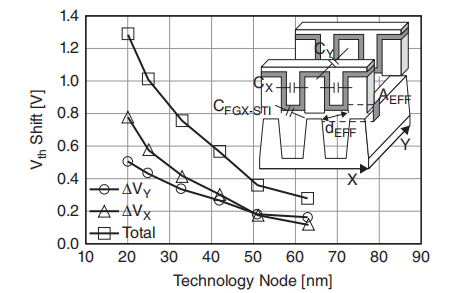 1.4
1.2
1.0
0.8
0.6
0.4
0.2
0.0
Vth Shift [V]
10 20 30 40 50 60 70 80 90
Technology Node [nm]
ΔVY
ΔVX
Total
CY
CX
CFGX-STI
AEFF
dEFF
X
Y